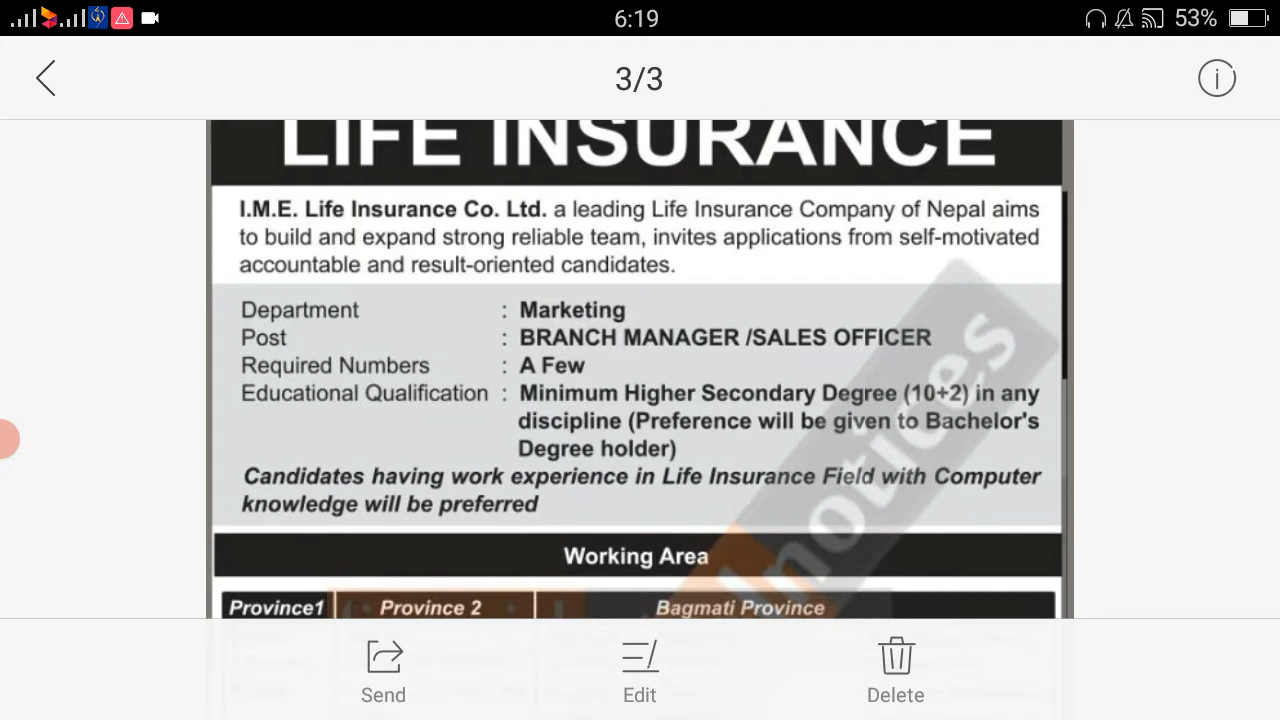 6:19
53%
3/3
LIFE INSURANCE
I.M.E. Life Insurance Co. Ltd. a leading Life Insurance Company of Nepal aims
to build and expand strong reliable team, invites applications from self-motivated
accountable and result-oriented candidates.
Department : Marketing
Post : BRANCH MANAGER /SALES OFFICER
Required Numbers : A Few
Educational Qualification : Minimum Higher Secondary Degree (10+2) in any
discipline (Preference will be given to Bachelor's
Degree holder)
Candidates having work experience in Life Insurance Field with Computer
knowledge will be preferred
notices
Working Area
Province1 Province 2 Bagmati Province
Send Edit Delete